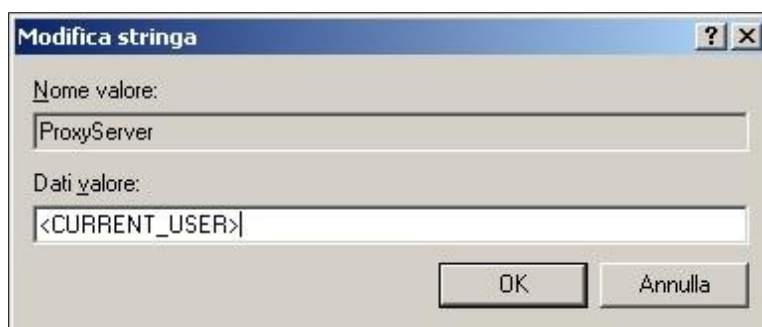 Modifica stringa
Nome valore:
ProxyServer
Dati valore:
<CURRENT_USER>
OK
Annulla